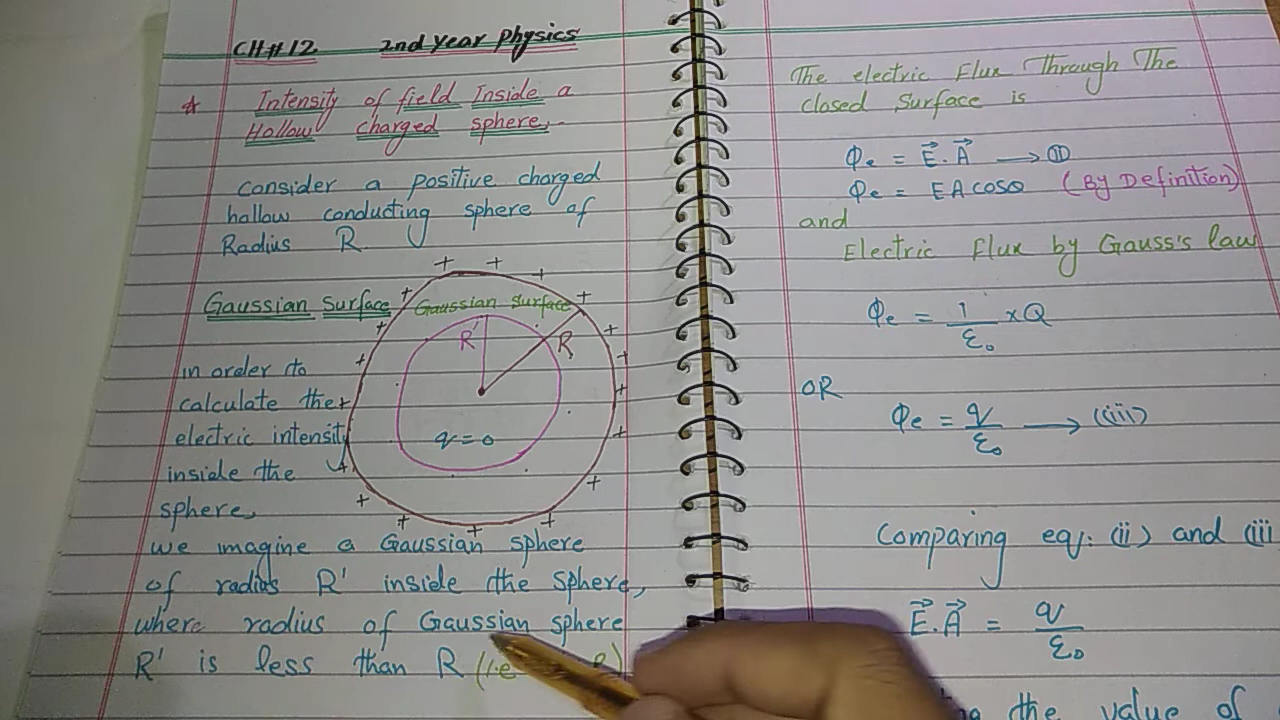 CH#12 2nd Year Physics
* Intensity of field Inside a
Hollow charged sphere,-
Consider a positive charged
hollow conducting sphere of
Radius R
Gaussian Surface
Gaussian Surface
R'
R
q = 0
in order to
calculate the
electric intensity
inside the
sphere,
we imagine a Gaussian sphere
of radius R' inside the sphere,
where radius of Gaussian sphere
R' is less than R (i.e R)
The electric Flux Through The
Closed Surface is
Φe = E⃗ . A⃗ → (II)
Φe = EA cosθ (By Definition)
and
Electric Flux by Gauss's law
Φe = 1/ε₀ × Q
OR
Φe = q/ε₀ → (iii)
Comparing eq: (ii) and (iii
E⃗ . A⃗ = q/ε₀
the value of